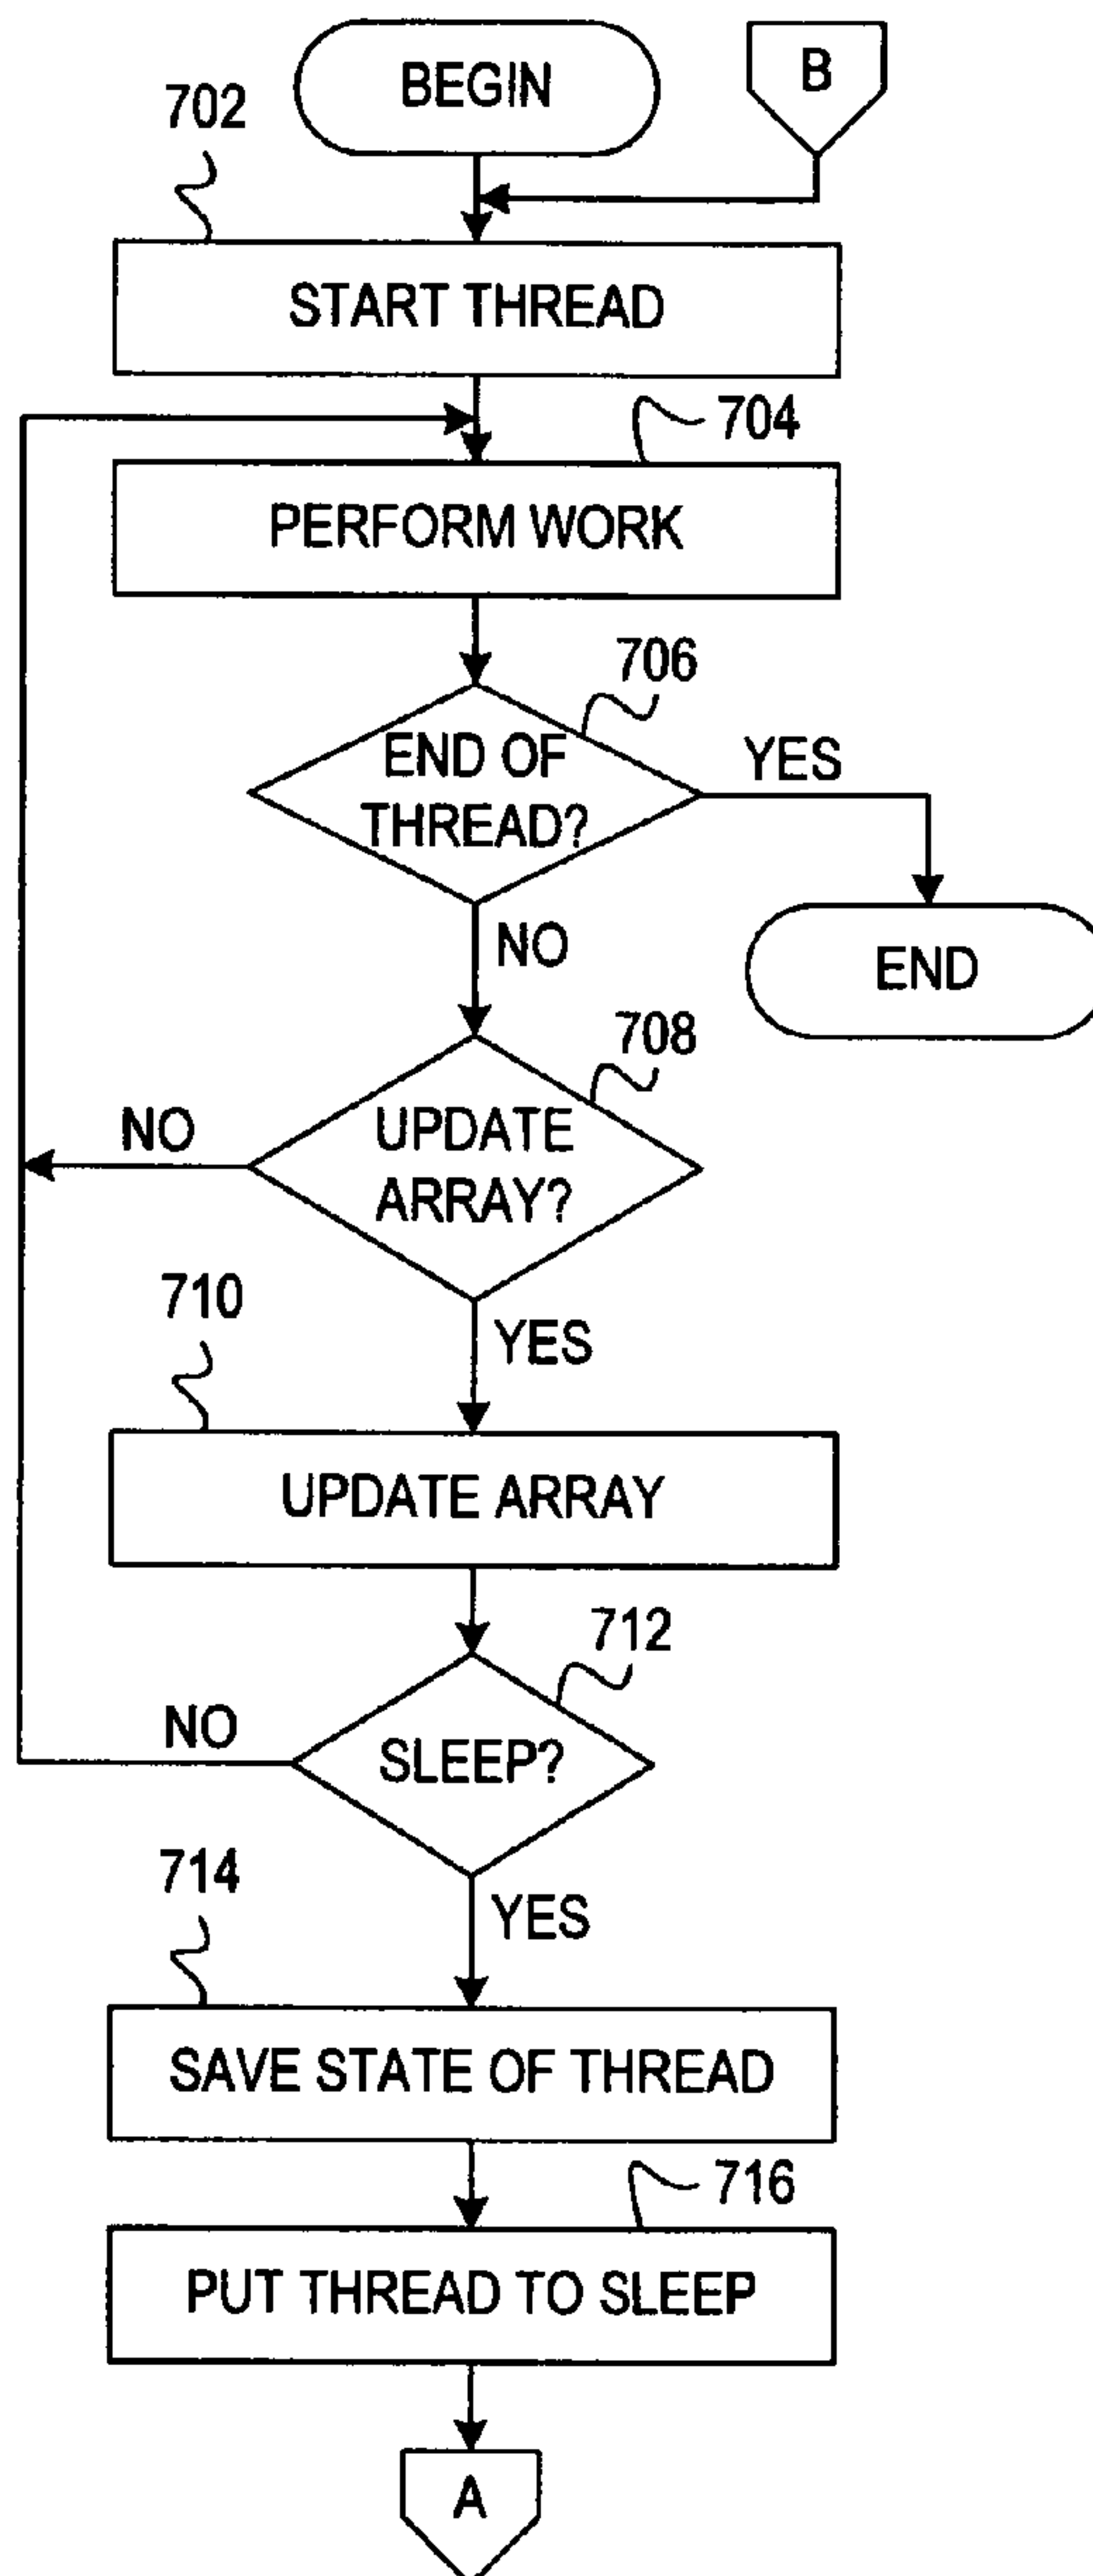 BEGIN
B
702
START THREAD
704
PERFORM WORK
706
END OF
THREAD?
YES
NO
END
708
UPDATE
ARRAY?
NO
YES
710
UPDATE ARRAY
712
SLEEP?
NO
YES
714
SAVE STATE OF THREAD
716
PUT THREAD TO SLEEP
A